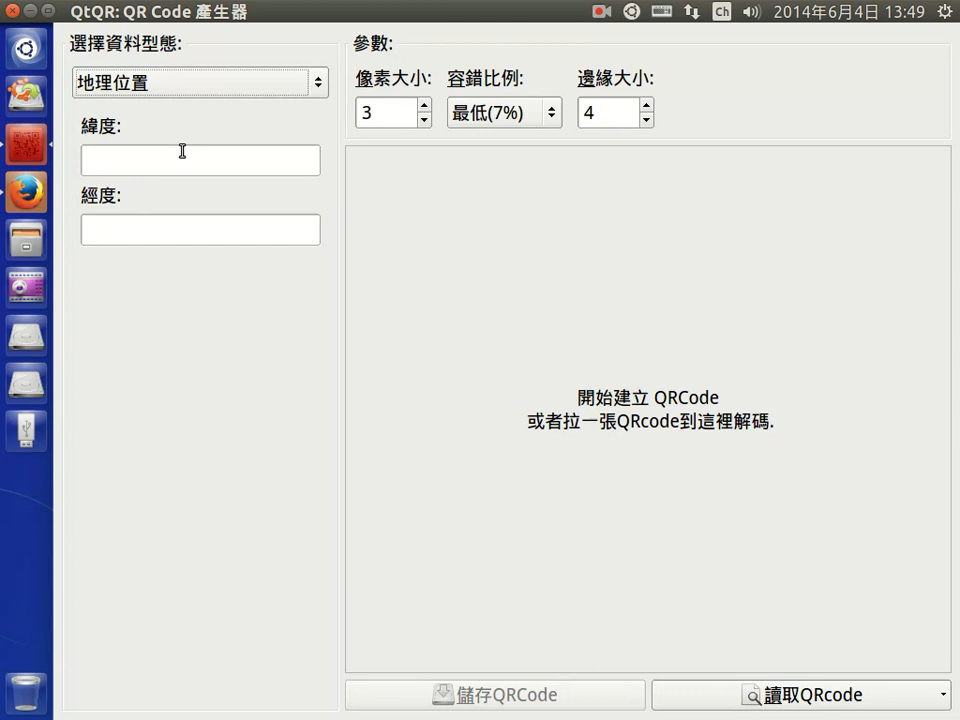 QtQR: QR Code 產生器
Ch
2014年6月4日 13:49
選擇資料型態:
地理位置
緯度:
經度:
參數:
像素大小:
容錯比例:
邊緣大小:
3
最低(7%)
4
開始建立 QRCode
或者拉一張QRcode到這裡解碼.
儲存QRCode
讀取QRcode